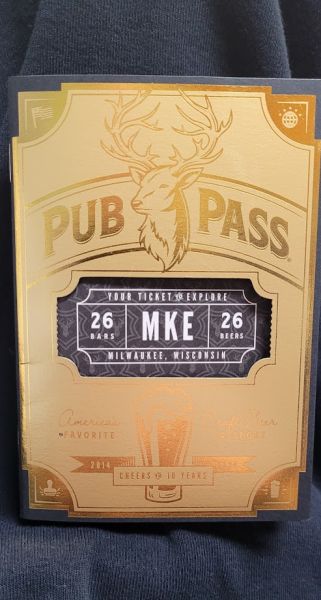 PUB PASS®
YOUR TICKET TO EXPLORE
26 BARS MKE 26 BEERS
MILWAUKEE, WISCONSIN
America's Craft Beer
FAVORITE
2014
CHEERS TO 10 YEARS